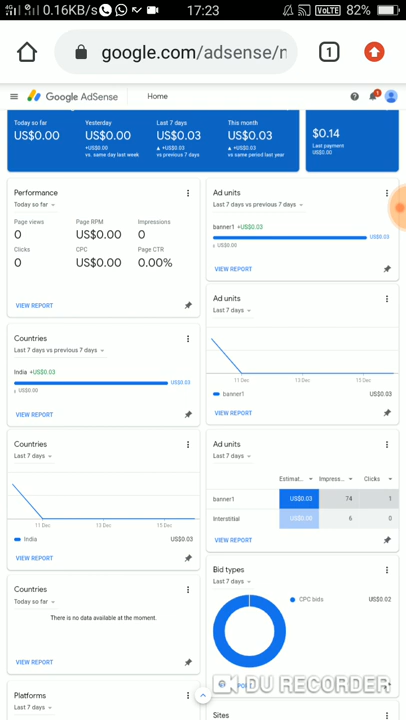 4G 0.16KB/s 17:23 VoLTE 82%
google.com/adsense/n 1
Google AdSense Home
Today so far Yesterday Last 7 days This month
US$0.00 US$0.00 US$0.03 US$0.03 $0.14
+US$0.00 ▲+US$0.03 ▲+US$0.03 Last payment
vs. same day last week vs previous 7 days vs same period last year US$0.00
Performance
Today so far
Page views Page RPM Impressions
0 US$0.00 0
Clicks CPC Page CTR
0 US$0.00 0.00%
VIEW REPORT
Ad units
Last 7 days vs previous 7 days
banner1 +US$0.03
US$0.03
US$0.00
VIEW REPORT
Countries
Last 7 days vs previous 7 days
India +US$0.03
US$0.03
US$0.00
VIEW REPORT
Ad units
Last 7 days
11 Dec 13 Dec 15 Dec
banner1 US$0.03
VIEW REPORT
Countries
Last 7 days
11 Dec 13 Dec 15 Dec
India US$0.03
VIEW REPORT
Ad units
Last 7 days
Estimat... Impress... Clicks
banner1 US$0.03 74 1
Interstitial US$0.00 6 0
VIEW REPORT
Countries
Today so far
There is no data available at the moment.
VIEW REPORT
Bid types
Last 7 days
CPC bids US$0.02
DU RECORDER
Platforms
Last 7 days
Sites